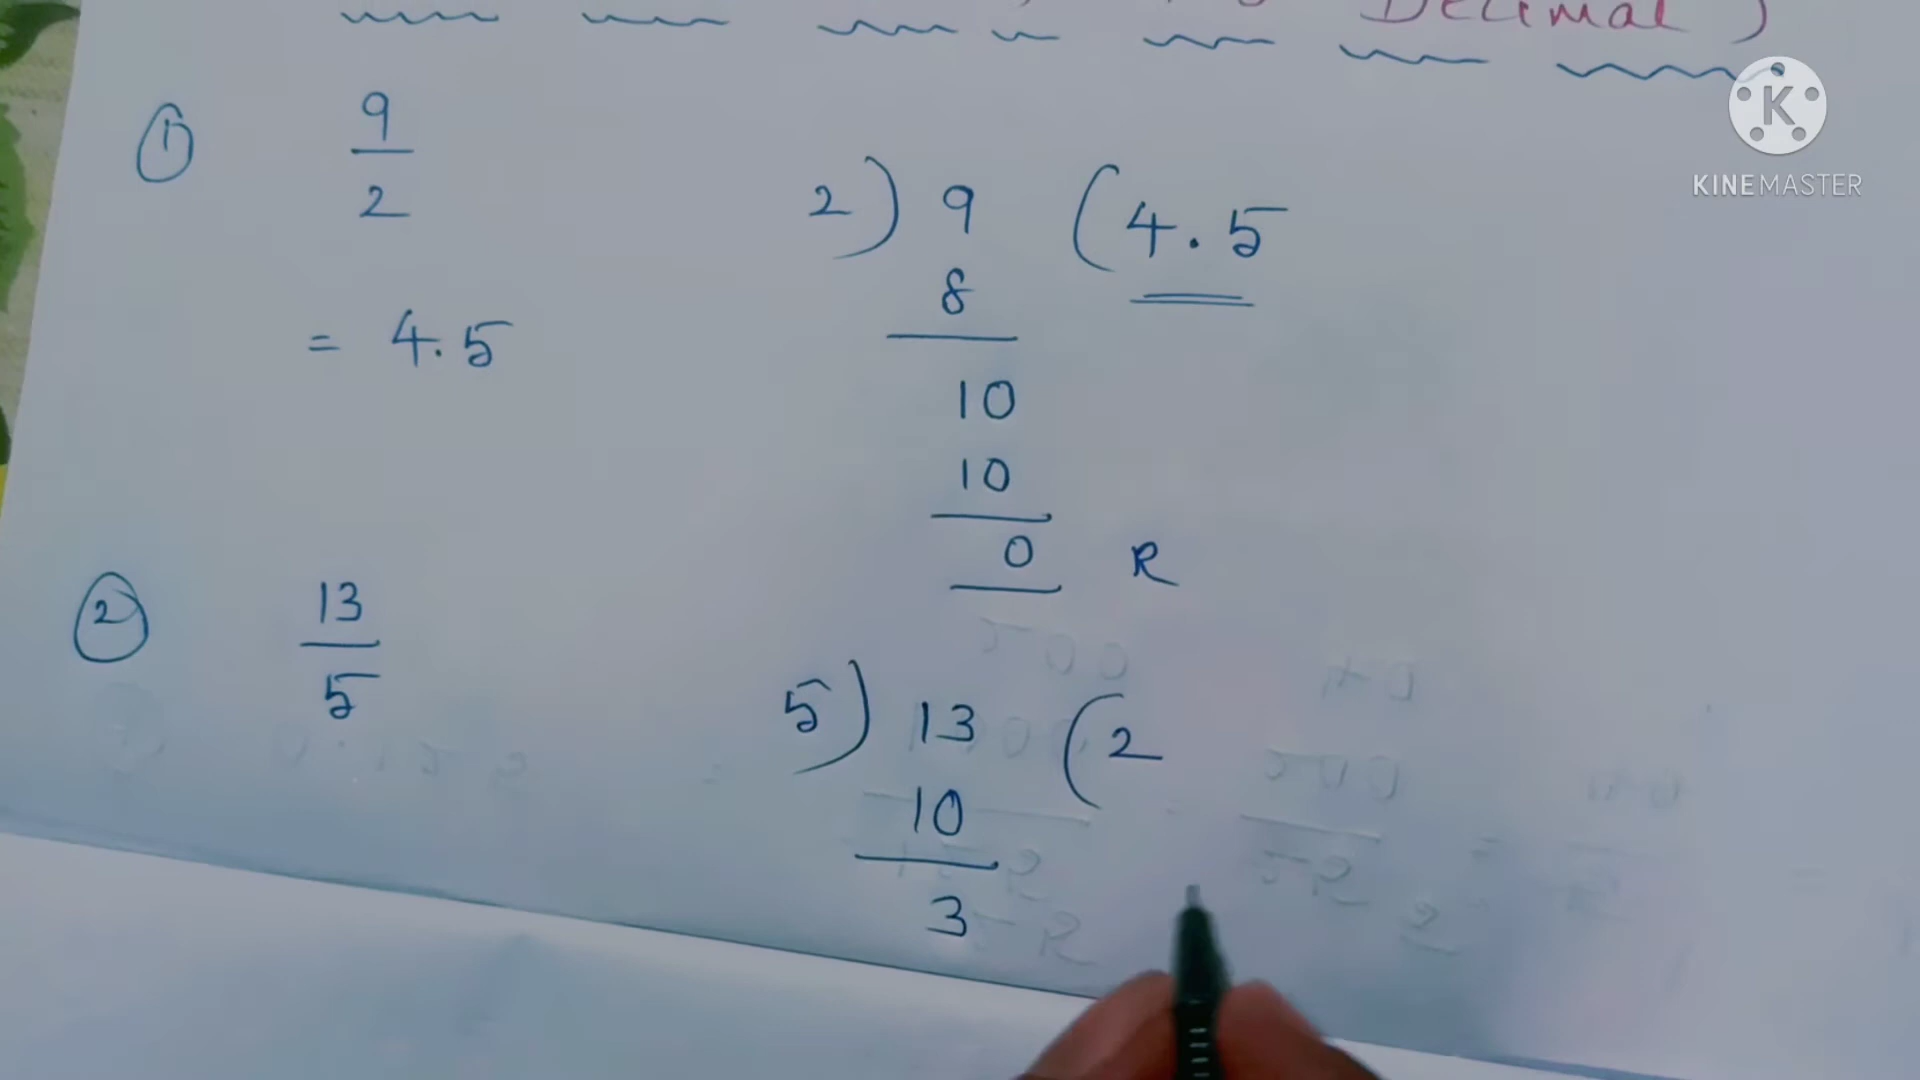 Decimal )
KINEMASTER
① 9/2
2 ) 9 ( 4.5
8
= 4.5
10
10
0 R
② 13/5
5 ) 13 ( 2
10
3